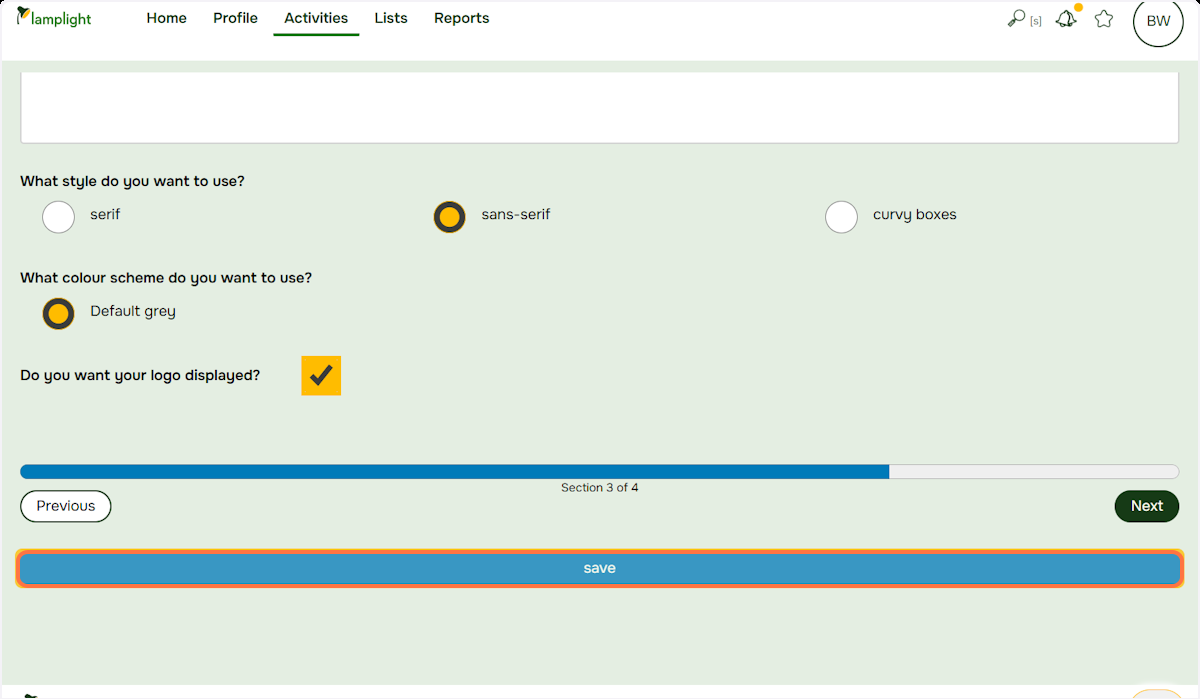 lamplight Home Profile Activities Lists Reports [s] BW
What style do you want to use?
serif sans-serif curvy boxes
What colour scheme do you want to use?
Default grey
Do you want your logo displayed?
Section 3 of 4
Previous Next
save